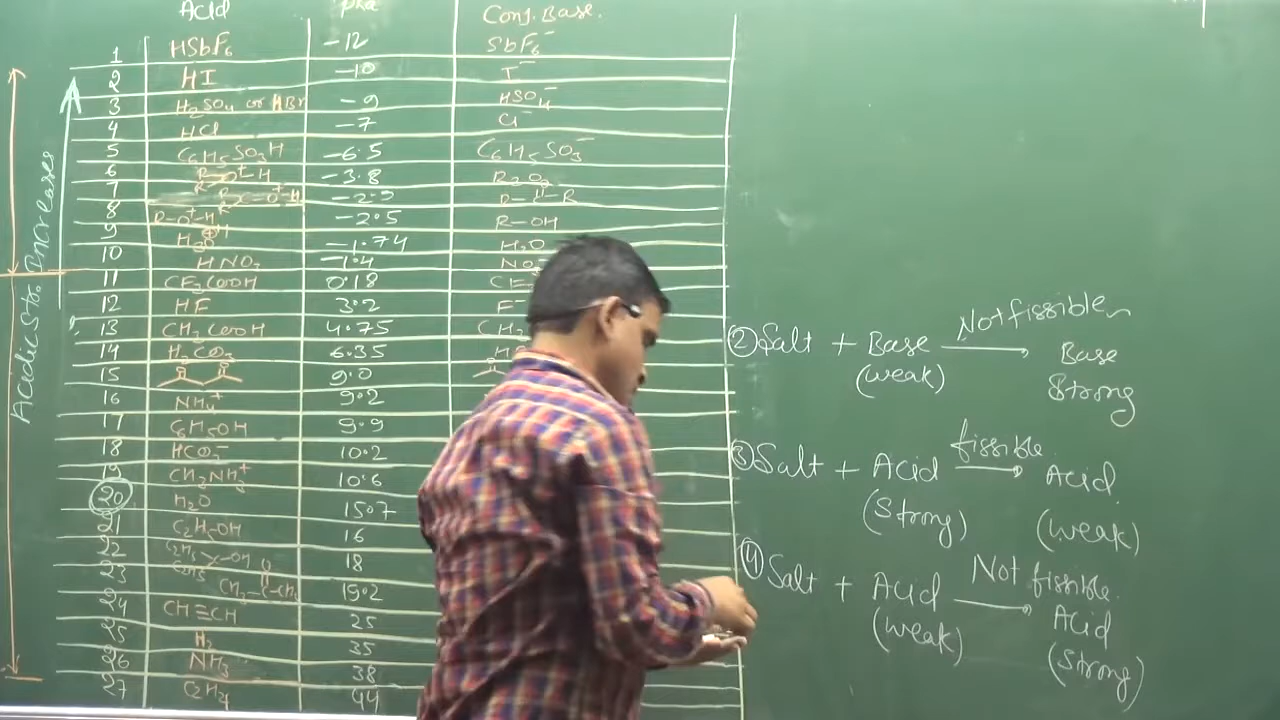 Acid pKa Conj. Base.
1 HSbF6 -12 SbF6⁻
2 HI -10 I⁻
3 H2SO4 or HBr -9 HSO4⁻
4 HCl -7 Cl⁻
5 C6H5SO3H -6.5 C6H5SO3⁻
6 -3.8
7 -2.9
8 -2.5 R-OH
9 H3O⁺ -1.74 H2O
10 HNO3 -1.4
11 CF3COOH 0.18
12 HF 3.2 F⁻
13 CH3COOH 4.75
14 H2CO3 6.35
15 9.0
16 NH4⁺ 9.2
17 C6H5OH 9.9
18 HCO3⁻ 10.2
19 CH3NH3⁺ 10.6
20 H2O 15.7
21 C2H5-OH 16
22 18
23 19.2
24 CH≡CH 25
25 H2 35
26 NH3 38
27 C2H4 44
Acidic Str. Increases
② Salt + Base Not fissible
Base
(weak)
Strong
③ Salt + Acid fissible
Acid
(Strong) (weak)
④ Salt + Acid Not fissible.
Acid
(weak) (Strong)